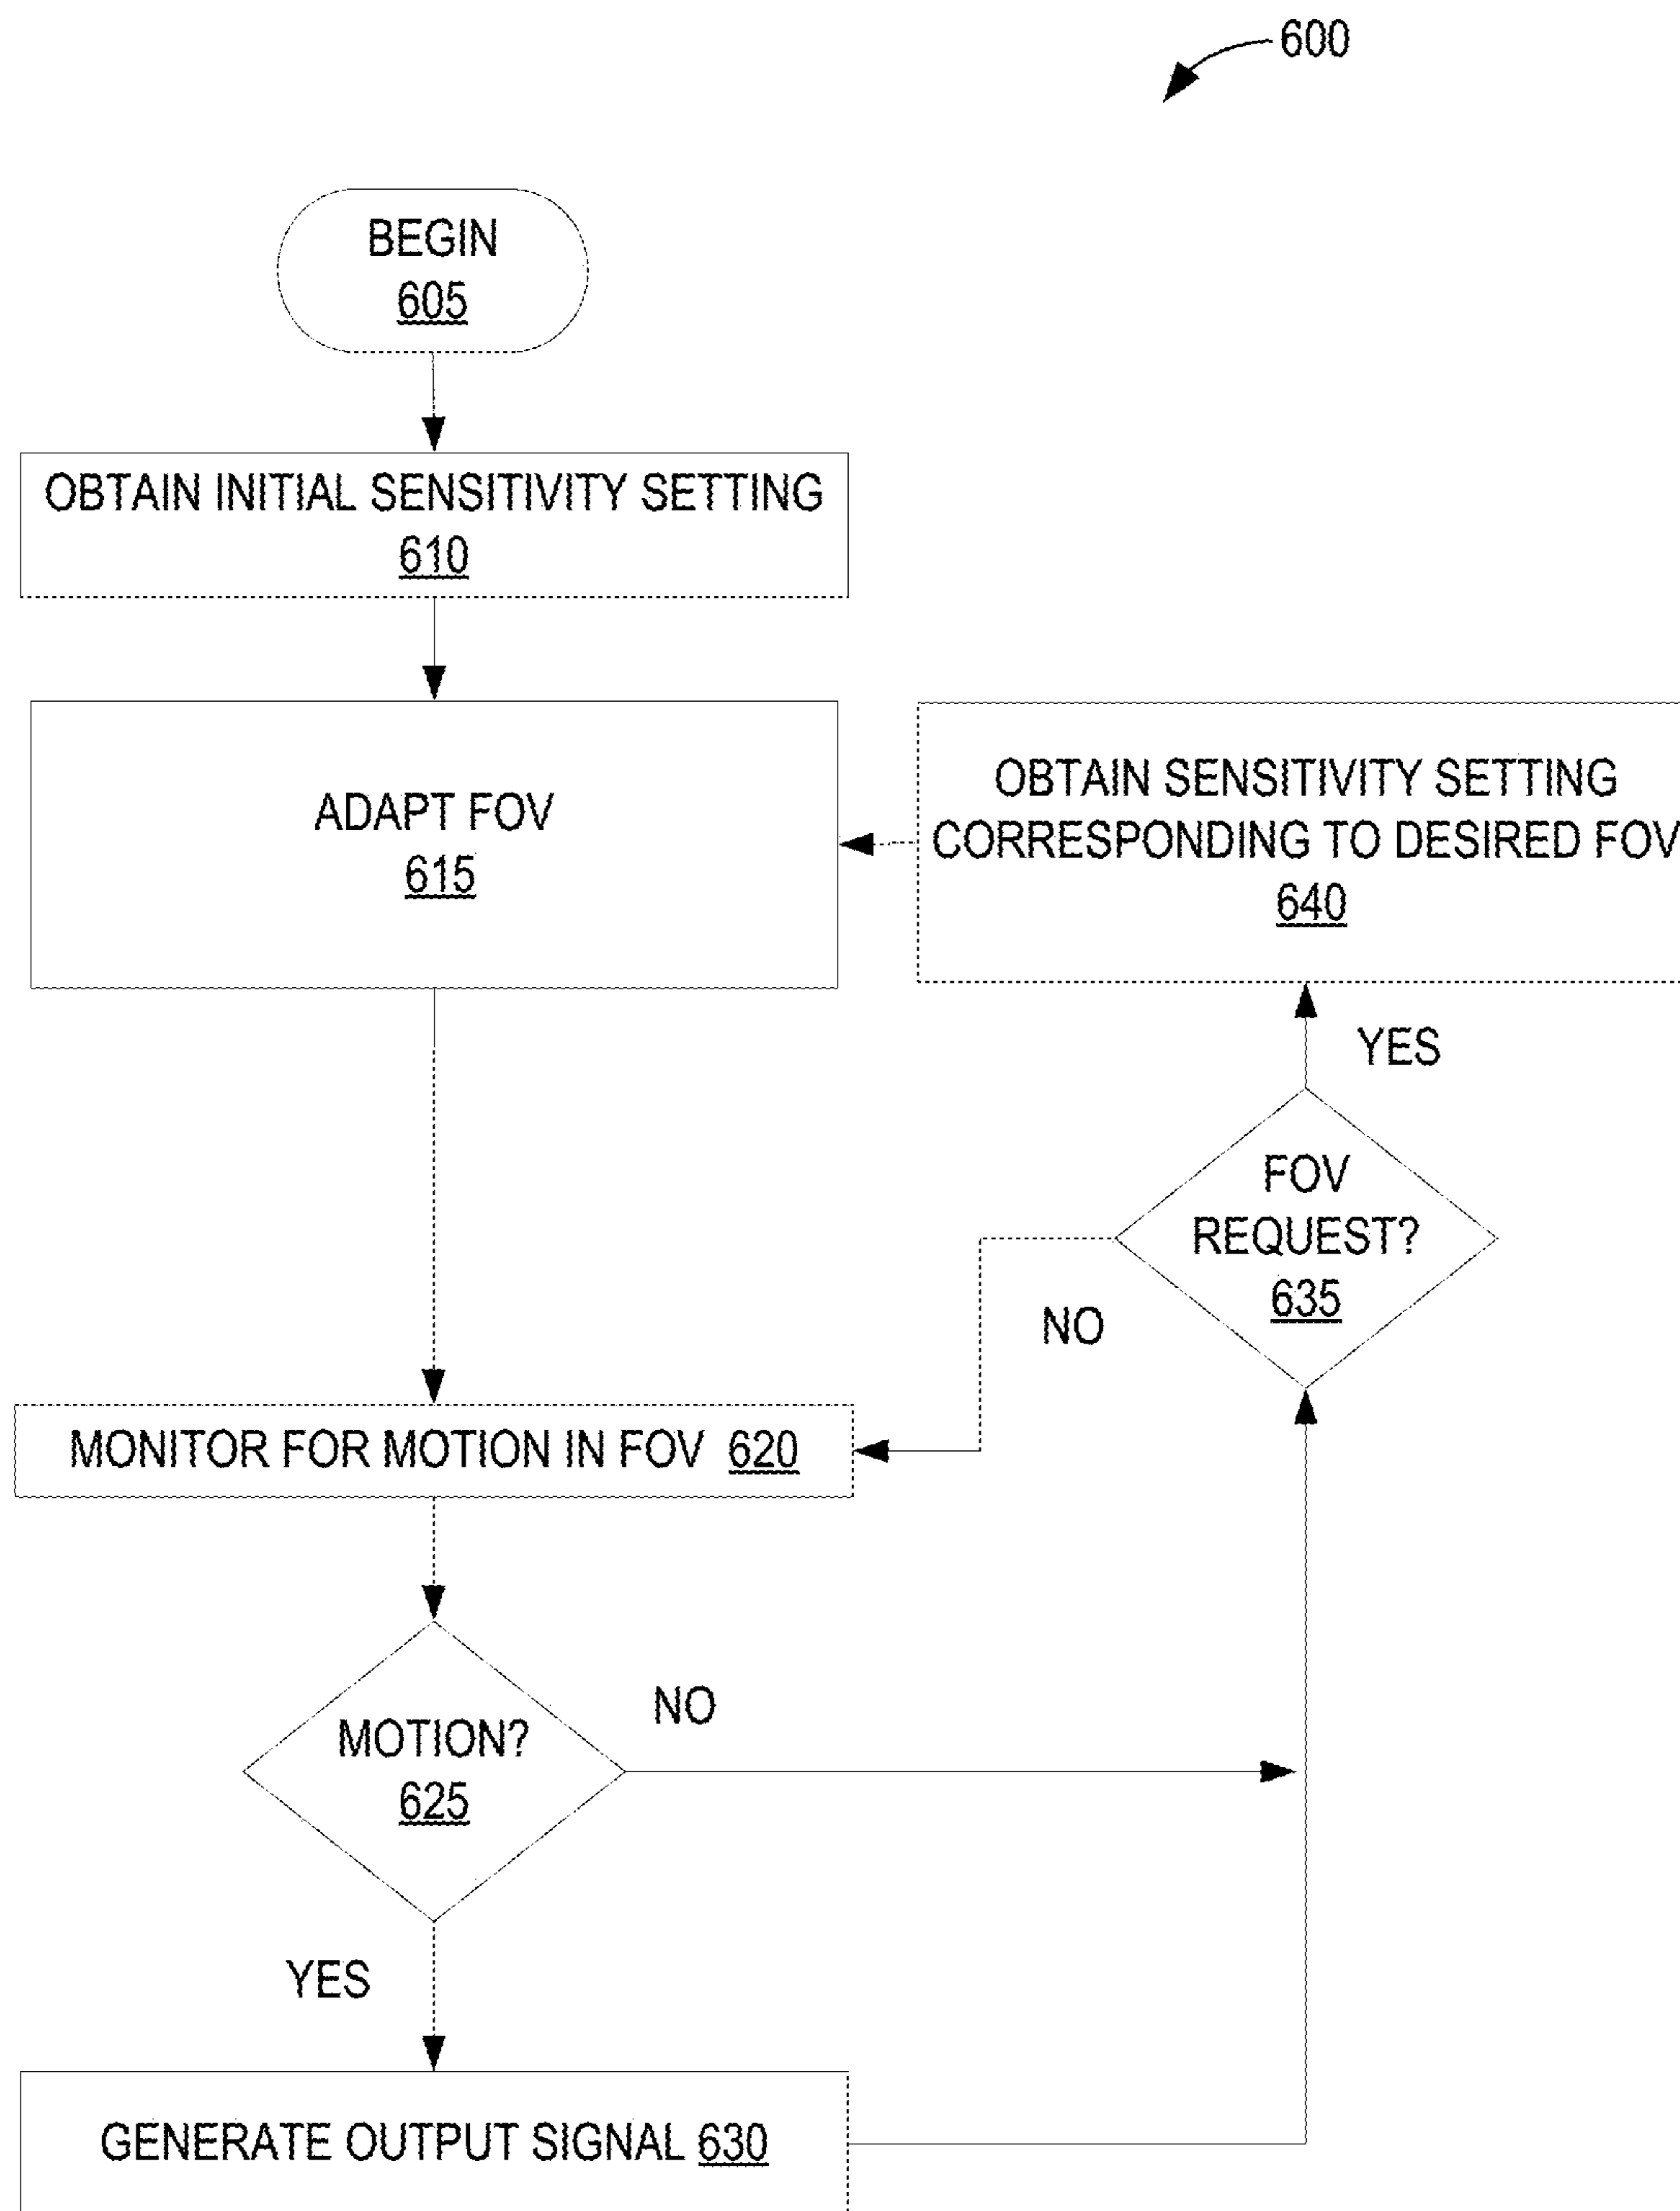 600
BEGIN
605
OBTAIN INITIAL SENSITIVITY SETTING
610
ADAPT FOV
615
OBTAIN SENSITIVITY SETTING
CORRESPONDING TO DESIRED FOV
640
YES
FOV
REQUEST?
635
NO
MONITOR FOR MOTION IN FOV 620
MOTION?
625
NO
YES
GENERATE OUTPUT SIGNAL 630